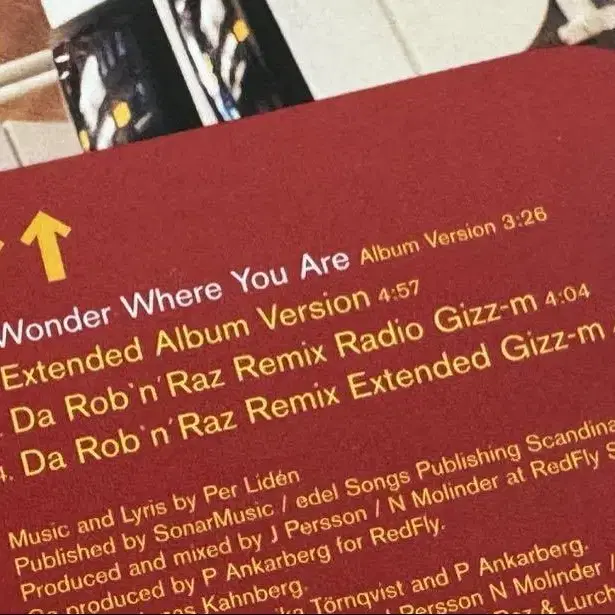 Wonder Where You Are Album Version 3:26
Extended Album Version 4:57
Da Rob'n'Raz Remix Radio Gizz-m 4:04
4. Da Rob'n'Raz Remix Extended Gizz-m
Music and Lyris by Per Lidén
Published by SonarMusic / edel Songs Publishing
Produced and mixed by J Persson / N Molinder at RedFly
produced by P Ankarberg for RedFly.
Kahnberg.
Törnqvist and P Ankarberg.
Persson N Molinder /